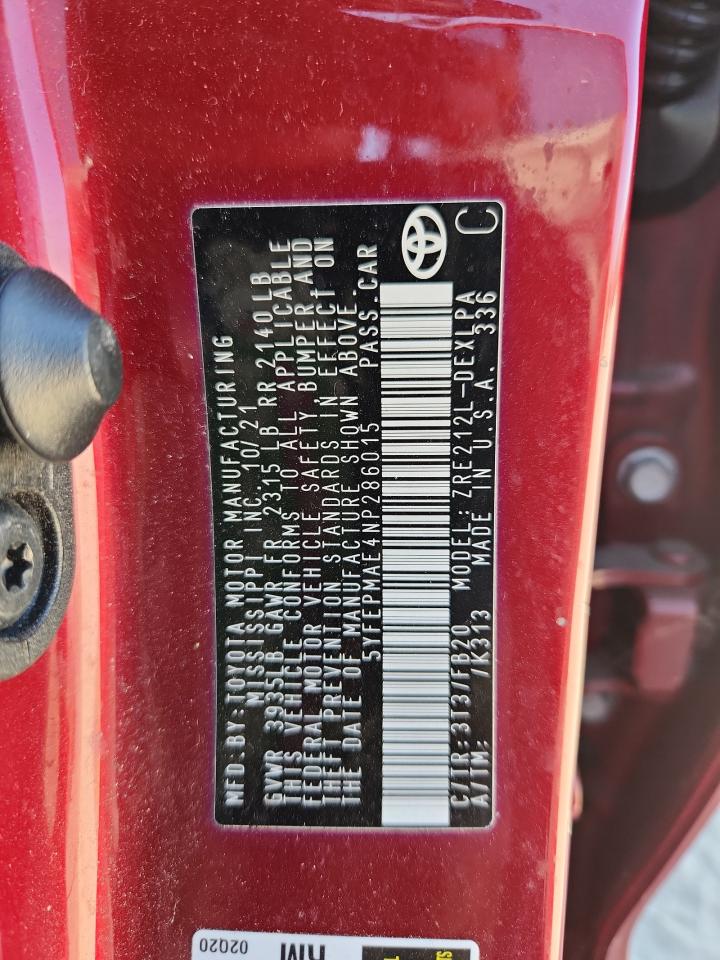 MFD.BY:TOYOTA MOTOR MANUFACTURING
MISSISSIPPI INC. 10/21
GVWR 3935LB GAWR FR 2315 LB RR 2140LB
THIS VEHICLE CONFORMS TO ALL APPLICABLE
FEDERAL MOTOR VEHICLE SAFETY, BUMPER AND
THEFT PREVENTION STANDARDS IN EFFECT ON
THE DATE OF MANUFACTURE SHOWN ABOVE.
5YFEPMAE4NP286015 PASS.CAR
C/TR:3T37/FB20 MODEL:ZRE212L-DEXLPA
A/TM: /K313 MADE IN U.S.A. 336
C
02Q20